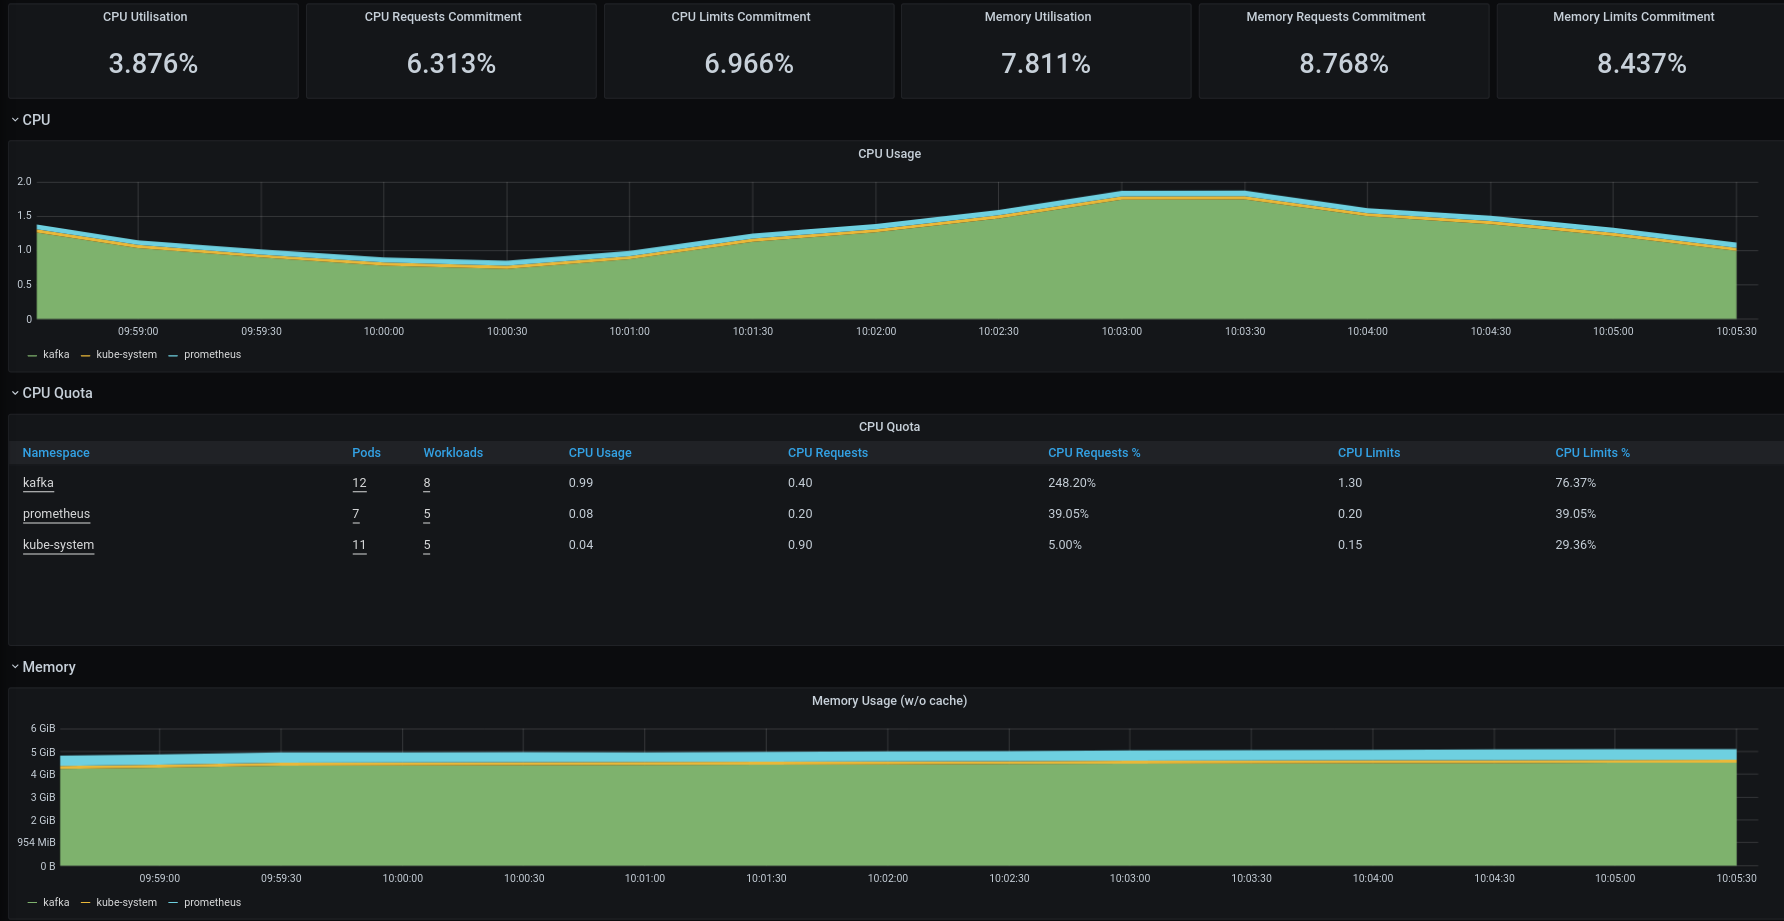 CPU Utilisation CPU Requests Commitment CPU Limits Commitment Memory Utilisation Memory Requests Commitment Memory Limits Commitment
3.876% 6.313% 6.966% 7.811% 8.768% 8.437%
CPU
CPU Usage
2.0
1.5
1.0
0.5
0
09:59:00 09:59:30 10:00:00 10:00:30 10:01:00 10:01:30 10:02:00 10:02:30 10:03:00 10:03:30 10:04:00 10:04:30 10:05:00 10:05:30
kafka kube-system prometheus
CPU Quota
CPU Quota
Namespace Pods Workloads CPU Usage CPU Requests CPU Requests % CPU Limits CPU Limits %
kafka 12 8 0.99 0.40 248.20% 1.30 76.37%
prometheus 7 5 0.08 0.20 39.05% 0.20 39.05%
kube-system 11 5 0.04 0.90 5.00% 0.15 29.36%
Memory
Memory Usage (w/o cache)
6 GiB
5 GiB
4 GiB
3 GiB
2 GiB
954 MiB
0 B
09:59:00 09:59:30 10:00:00 10:00:30 10:01:00 10:01:30 10:02:00 10:02:30 10:03:00 10:03:30 10:04:00 10:04:30 10:05:00 10:05:30
kafka kube-system prometheus